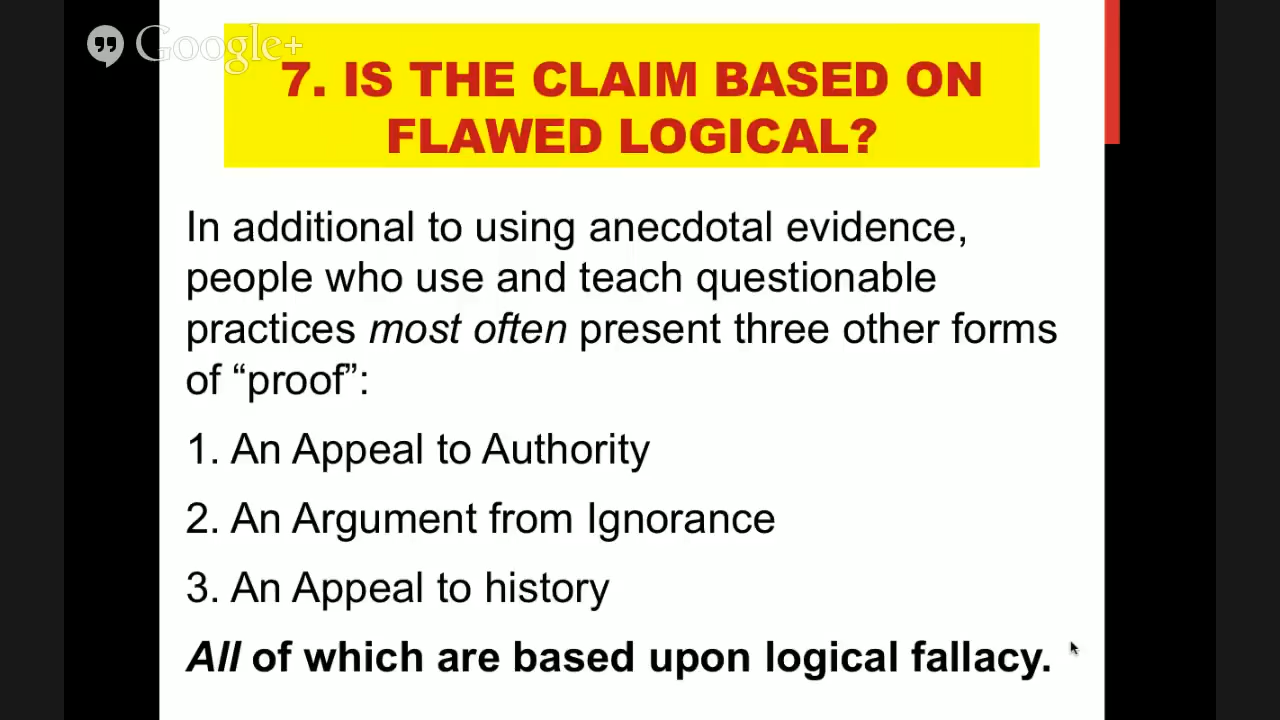 Google+
7. IS THE CLAIM BASED ON
FLAWED LOGICAL?
In additional to using anecdotal evidence,
people who use and teach questionable
practices most often present three other forms
of “proof”:
1. An Appeal to Authority
2. An Argument from Ignorance
3. An Appeal to history
All of which are based upon logical fallacy.